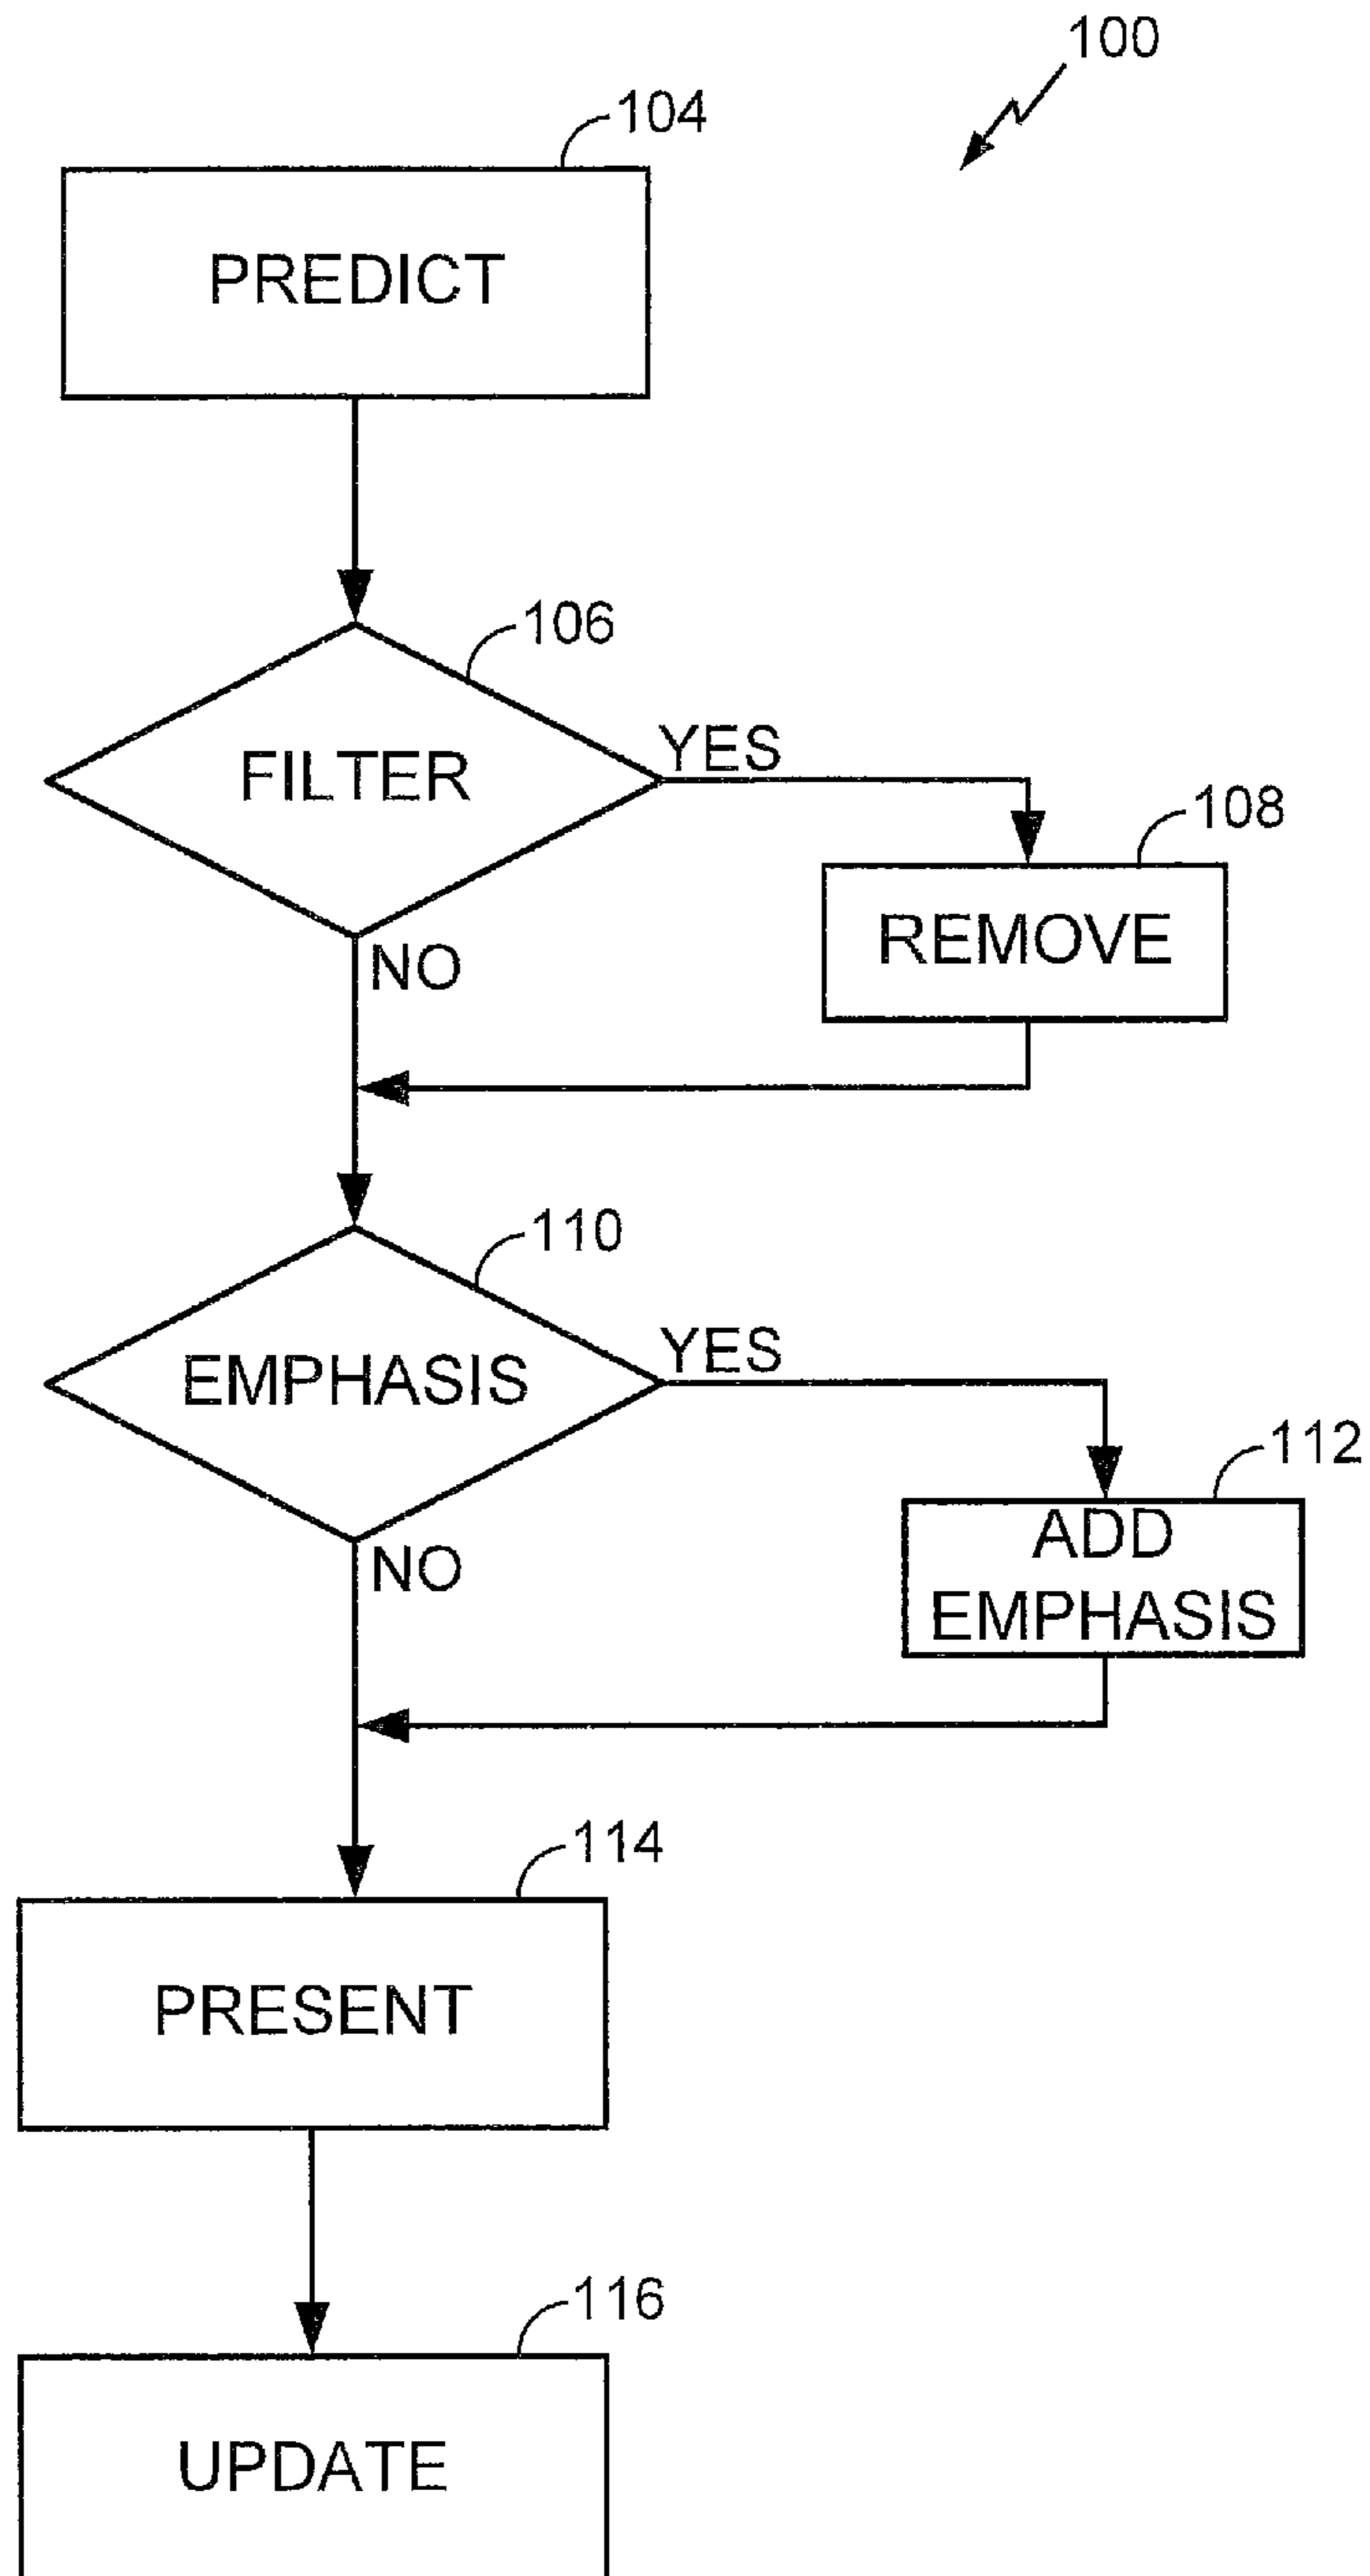 100
104
PREDICT
106
FILTER
YES
108
REMOVE
NO
110
EMPHASIS
YES
112
ADD
EMPHASIS
NO
114
PRESENT
116
UPDATE